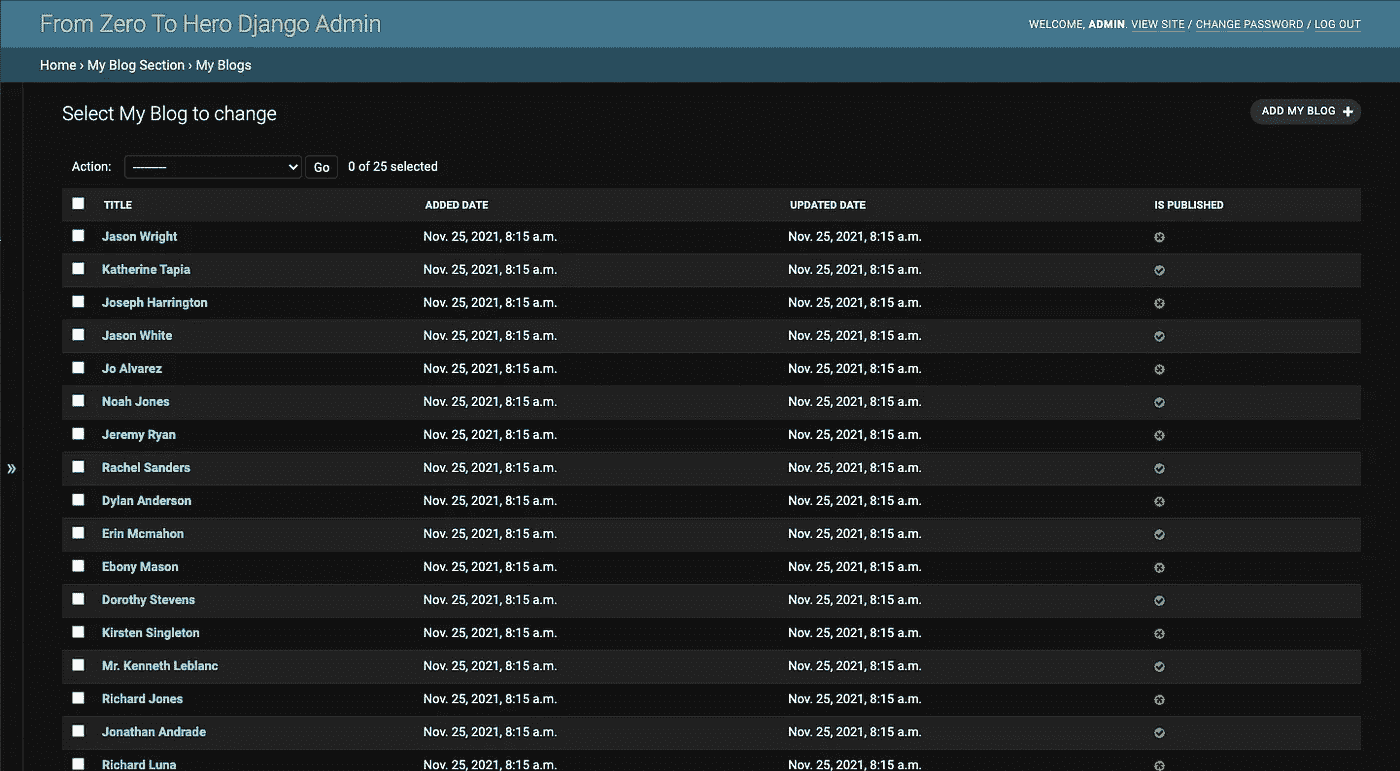 From Zero To Hero Django Admin
WELCOME, ADMIN. VIEW SITE / CHANGE PASSWORD / LOG OUT
Home › My Blog Section › My Blogs
Select My Blog to change
ADD MY BLOG +
Action: --------- Go 0 of 25 selected
TITLE ADDED DATE UPDATED DATE IS PUBLISHED
Jason Wright Nov. 25, 2021, 8:15 a.m. Nov. 25, 2021, 8:15 a.m.
Katherine Tapia Nov. 25, 2021, 8:15 a.m. Nov. 25, 2021, 8:15 a.m.
Joseph Harrington Nov. 25, 2021, 8:15 a.m. Nov. 25, 2021, 8:15 a.m.
Jason White Nov. 25, 2021, 8:15 a.m. Nov. 25, 2021, 8:15 a.m.
Jo Alvarez Nov. 25, 2021, 8:15 a.m. Nov. 25, 2021, 8:15 a.m.
Noah Jones Nov. 25, 2021, 8:15 a.m. Nov. 25, 2021, 8:15 a.m.
Jeremy Ryan Nov. 25, 2021, 8:15 a.m. Nov. 25, 2021, 8:15 a.m.
» Rachel Sanders Nov. 25, 2021, 8:15 a.m. Nov. 25, 2021, 8:15 a.m.
Dylan Anderson Nov. 25, 2021, 8:15 a.m. Nov. 25, 2021, 8:15 a.m.
Erin Mcmahon Nov. 25, 2021, 8:15 a.m. Nov. 25, 2021, 8:15 a.m.
Ebony Mason Nov. 25, 2021, 8:15 a.m. Nov. 25, 2021, 8:15 a.m.
Dorothy Stevens Nov. 25, 2021, 8:15 a.m. Nov. 25, 2021, 8:15 a.m.
Kirsten Singleton Nov. 25, 2021, 8:15 a.m. Nov. 25, 2021, 8:15 a.m.
Mr. Kenneth Leblanc Nov. 25, 2021, 8:15 a.m. Nov. 25, 2021, 8:15 a.m.
Richard Jones Nov. 25, 2021, 8:15 a.m. Nov. 25, 2021, 8:15 a.m.
Jonathan Andrade Nov. 25, 2021, 8:15 a.m. Nov. 25, 2021, 8:15 a.m.
Richard Luna Nov. 25, 2021, 8:15 a.m. Nov. 25, 2021, 8:15 a.m.